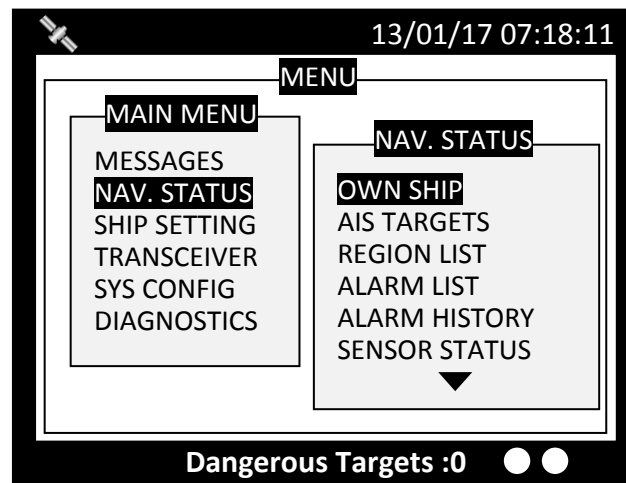 13/01/17 07:18:11
MENU
MAIN MENU
MESSAGES
NAV. STATUS
SHIP SETTING
TRANSCEIVER
SYS CONFIG
DIAGNOSTICS
NAV. STATUS
OWN SHIP
AIS TARGETS
REGION LIST
ALARM LIST
ALARM HISTORY
SENSOR STATUS
Dangerous Targets :0